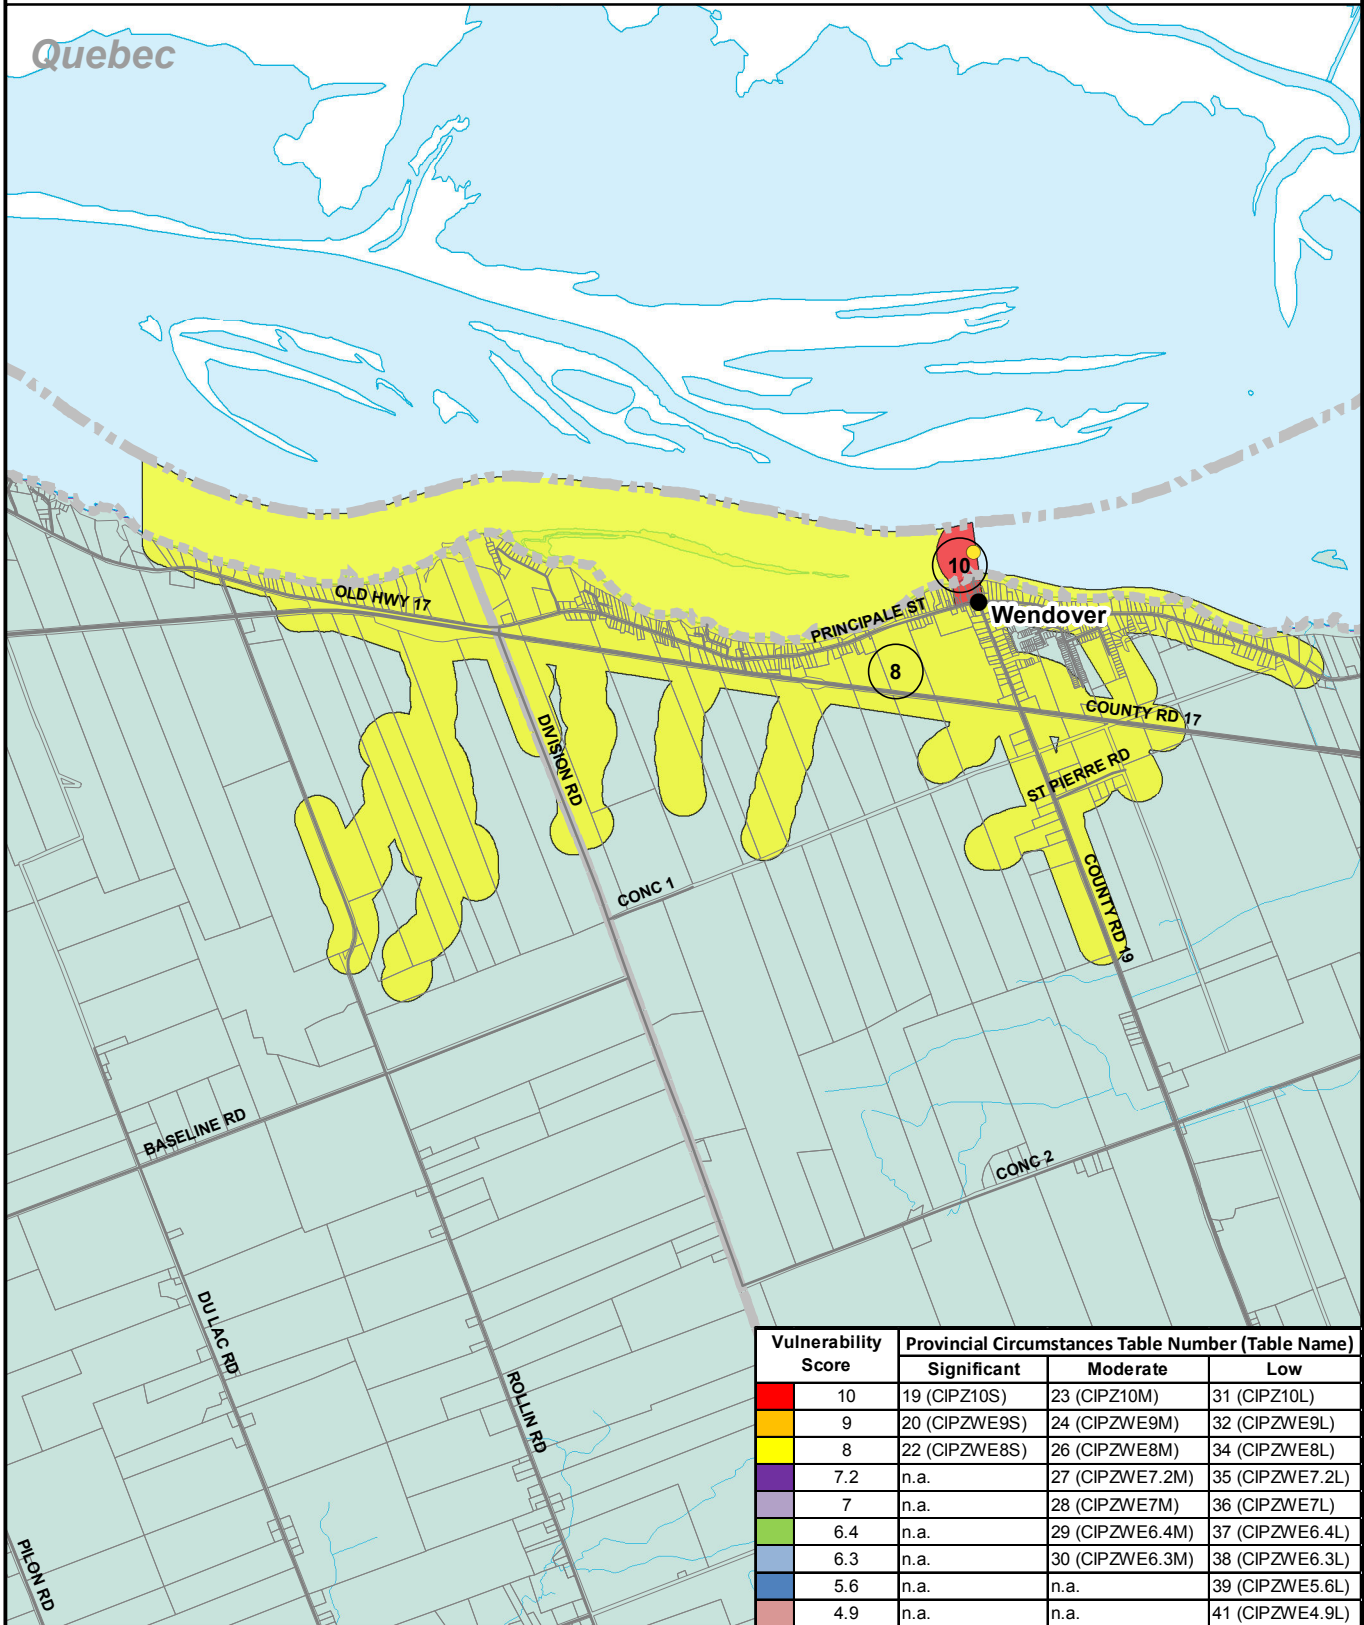 Quebec
OLD HWY 17
PRINCIPALE ST
10
Wendover
8
COUNTY RD 17
DIVISION RD
ST PIERRE RD
CONC 1
COUNTY RD 19
BASELINE RD
CONC 2
DU LAC RD
ROLLIN RD
PILON RD
Vulnerability Score
Provincial Circumstances Table Number (Table Name)
Significant Moderate Low
10 19 (CIPZ10S) 23 (CIPZ10M) 31 (CIPZ10L)
9 20 (CIPZWE9S) 24 (CIPZWE9M) 32 (CIPZWE9L)
8 22 (CIPZWE8S) 26 (CIPZWE8M) 34 (CIPZWE8L)
7.2 n.a. 27 (CIPZWE7.2M) 35 (CIPZWE7.2L)
7 n.a. 28 (CIPZWE7M) 36 (CIPZWE7L)
6.4 n.a. 29 (CIPZWE6.4M) 37 (CIPZWE6.4L)
6.3 n.a. 30 (CIPZWE6.3M) 38 (CIPZWE6.3L)
5.6 n.a. n.a. 39 (CIPZWE5.6L)
4.9 n.a. n.a. 41 (CIPZWE4.9L)